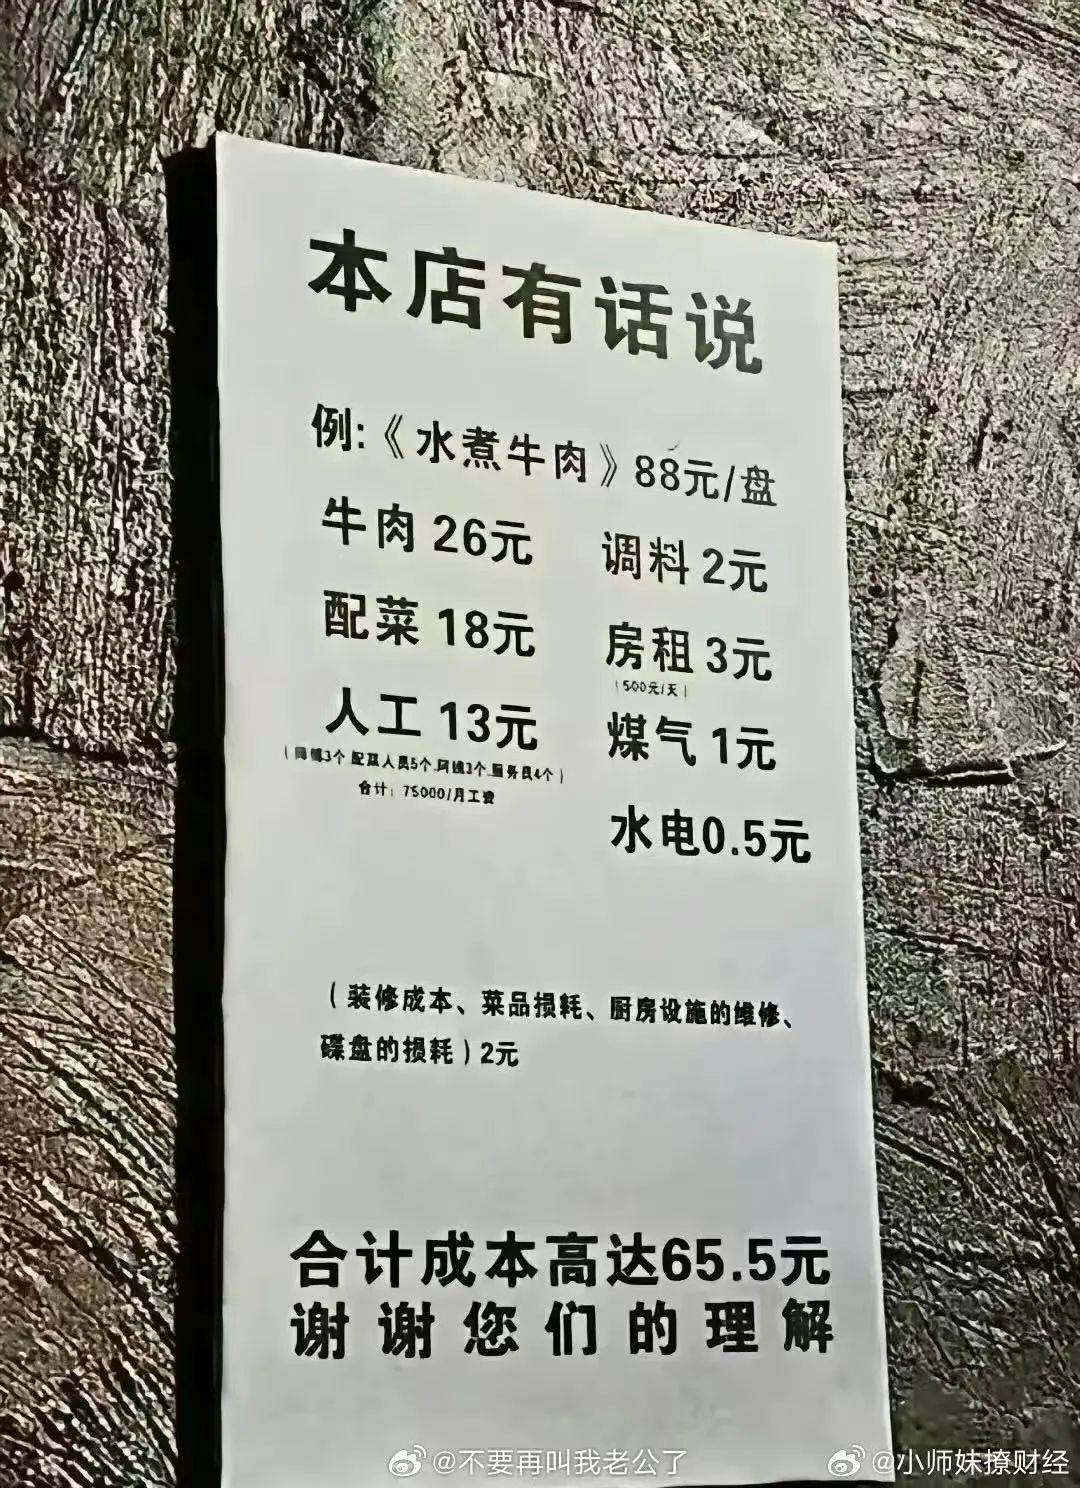 本店有话说
例:《水煮牛肉》88元/盘
牛肉 26元
调料 2元
配菜 18元
房租 3元
(500元/天)
人工 13元
(师傅3个.配菜人员5个.阿姨3个.服务员4个)
合计:75000/月工资
煤气 1元
水电0.5元
(装修成本、菜品损耗、厨房设施的维修、
碟盘的损耗)2元
合计成本高达65.5元
谢谢您们的理解
@不要再叫我老公了
@小师妹撩财经